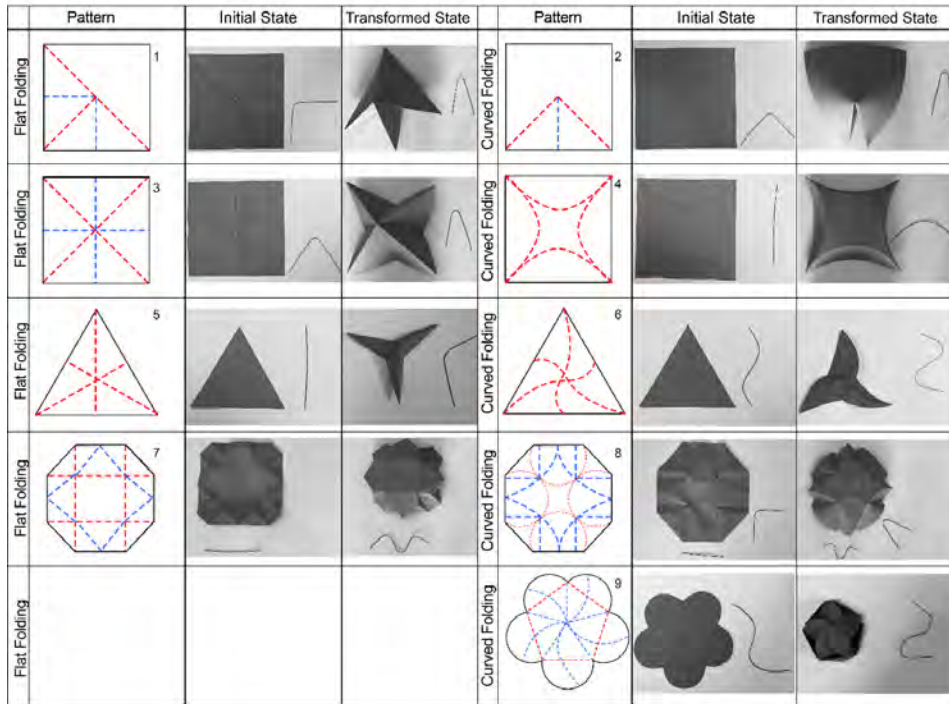 Pattern Initial State Transformed State Pattern Initial State Transformed State
Flat Folding 1 Curved Folding 2
Flat Folding 3 Curved Folding 4
Flat Folding 5 Curved Folding 6
Flat Folding 7 Curved Folding 8
Flat Folding Curved Folding 9